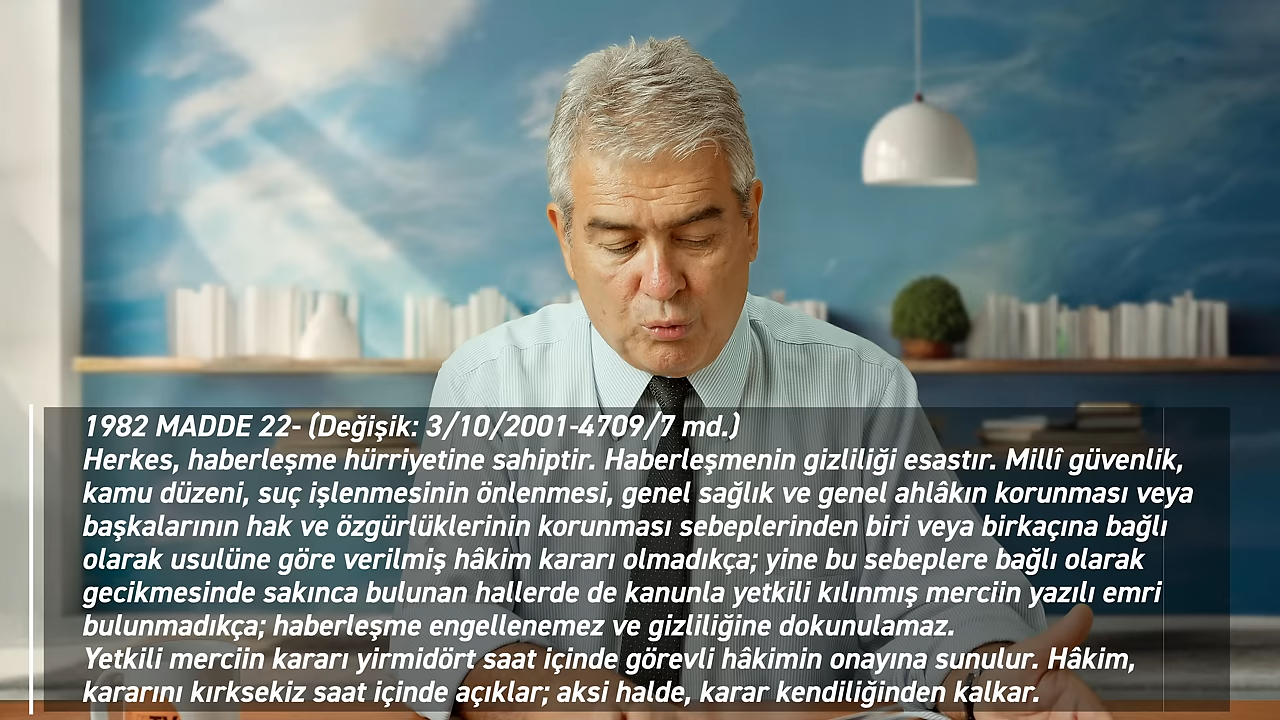 1982 MADDE 22- (Değişik: 3/10/2001-4709/7 md.)
Herkes, haberleşme hürriyetine sahiptir. Haberleşmenin gizliliği esastır. Millî güvenlik,
kamu düzeni, suç işlenmesinin önlenmesi, genel sağlık ve genel ahlâkın korunması veya
başkalarının hak ve özgürlüklerinin korunması sebeplerinden biri veya birkaçına bağlı
olarak usulüne göre verilmiş hâkim kararı olmadıkça; yine bu sebeplere bağlı olarak
gecikmesinde sakınca bulunan hallerde de kanunla yetkili kılınmış merciin yazılı emri
bulunmadıkça; haberleşme engellenemez ve gizliliğine dokunulamaz.
Yetkili merciin kararı yirmidört saat içinde görevli hâkimin onayına sunulur. Hâkim,
kararını kırksekiz saat içinde açıklar; aksi halde, karar kendiliğinden kalkar.